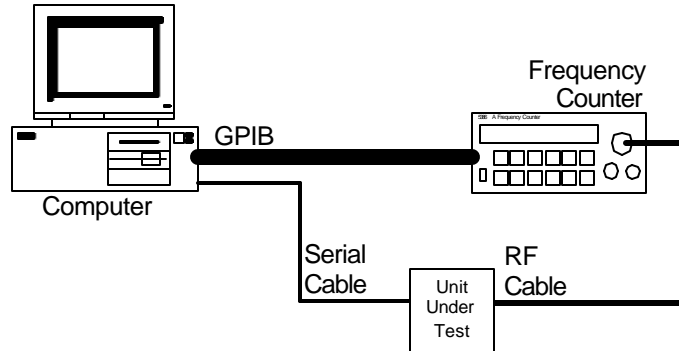 Frequency
Counter
A Frequency Counter
GPIB
Computer
Serial
Cable
RF
Cable
Unit
Under
Test